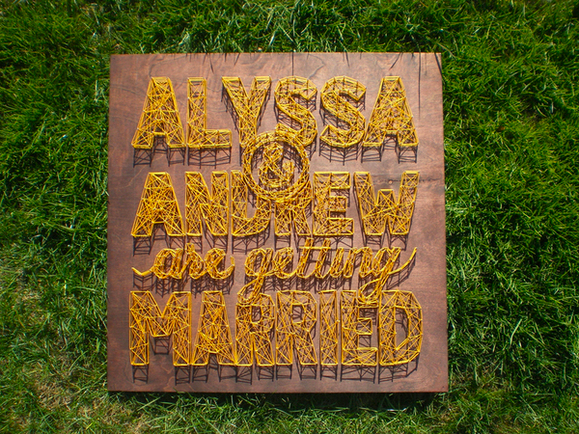 ALYSSA
&
ANDREW
are getting
MARRIED